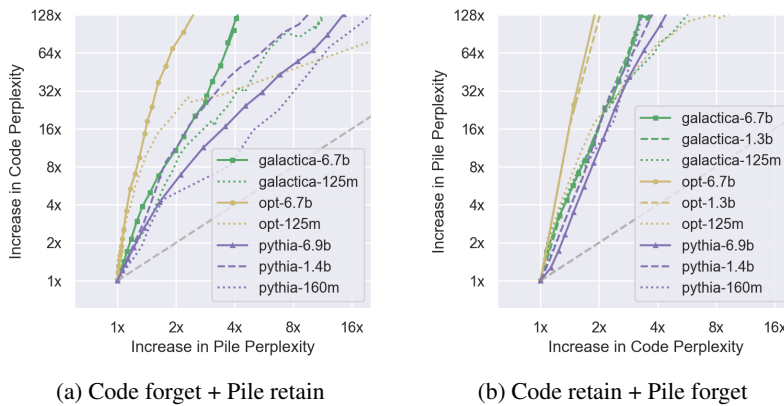 128x
64x
32x
16x
8x
4x
2x
1x
Increase in Code Perplexity
galactica-6.7b
galactica-125m
opt-6.7b
opt-125m
pythia-6.9b
pythia-1.4b
pythia-160m
1x 2x 4x 8x 16x
Increase in Pile Perplexity
(a) Code forget + Pile retain
128x
64x
32x
16x
8x
4x
2x
1x
Increase in Pile Perplexity
galactica-6.7b
galactica-1.3b
galactica-125m
opt-6.7b
opt-1.3b
opt-125m
pythia-6.9b
pythia-1.4b
pythia-160m
1x 2x 4x 8x 16x
Increase in Code Perplexity
(b) Code retain + Pile forget